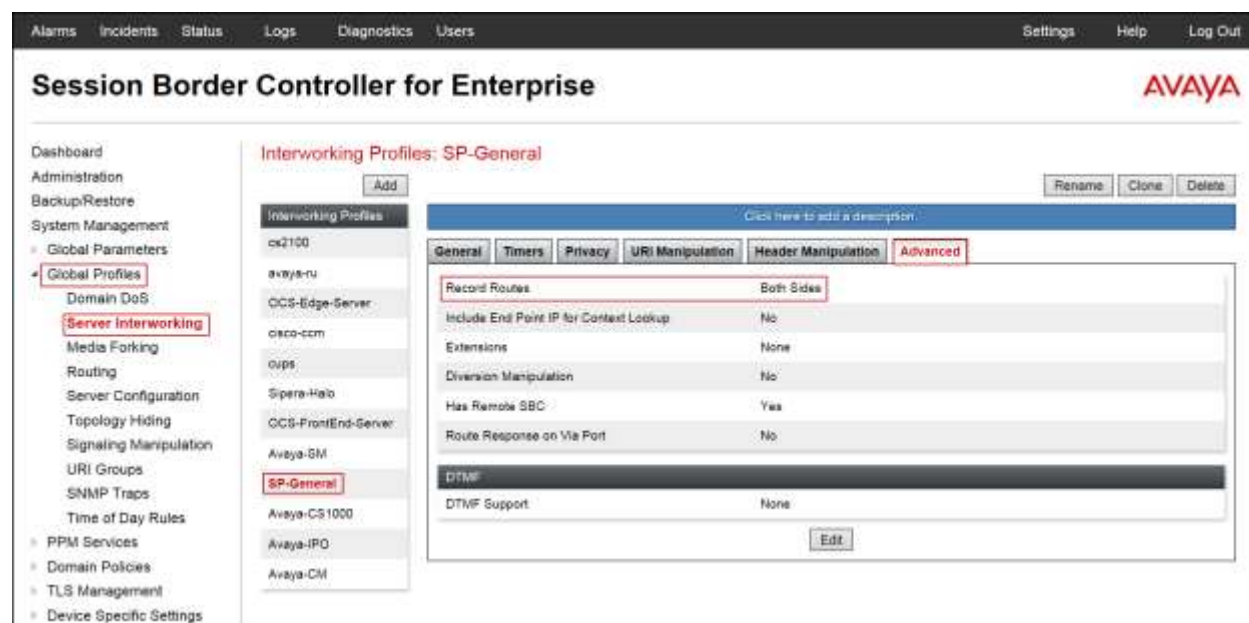 Alarms Incidents Status Logs Diagnostics Users Settings Help Log Out
Session Border Controller for Enterprise
AVAYA
Dashboard
Administration
Backup/Restore
System Management
Global Parameters
Global Profiles
Domain DoS
Server Interworking
Media Forking
Routing
Server Configuration
Topology Hiding
Signaling Manipulation
URI Groups
SNMP Traps
Time of Day Rules
PPM Services
Domain Policies
TLS Management
Device Specific Settings
Interworking Profiles: SP-General
Add
Rename Clone Delete
Interworking Profiles
cs2100
avaya-ru
OCS-Edge-Server
cisco-ccm
cups
Sipera-Halo
OCS-FrontEnd-Server
Avaya-SM
SP-General
Avaya-CS1000
Avaya-IPO
Avaya-CM
Click here to add a description.
General Timers Privacy URI Manipulation Header Manipulation Advanced
Record Routes Both Sides
Include End Point IP for Context Lookup No
Extensions None
Diversion Manipulation No
Has Remote SBC Yes
Route Response on Via Port No
DTMF
DTMF Support None
Edit